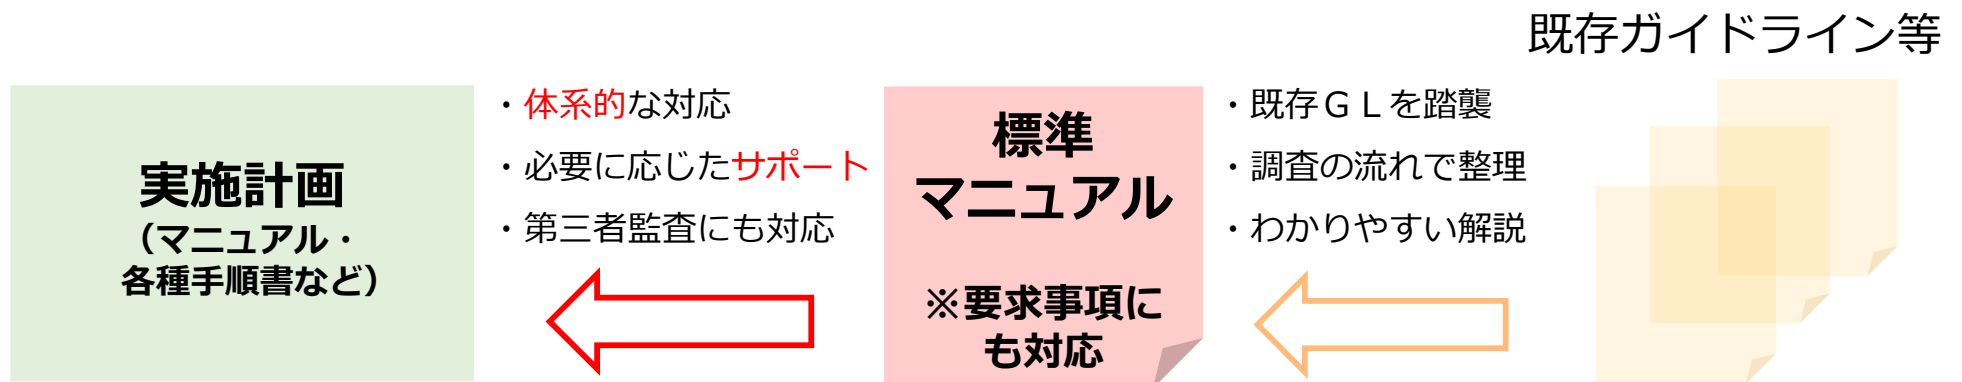 既存ガイドライン等
実施計画
（マニュアル・
各種手順書など）
・体系的な対応
・必要に応じたサポート
・第三者監査にも対応
標準
マニュアル
※要求事項に
も対応
・既存ＧＬを踏襲
・調査の流れで整理
・わかりやすい解説